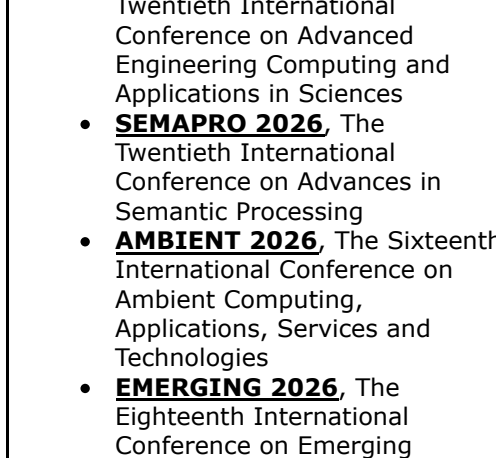 Twentieth International
Conference on Advanced
Engineering Computing and
Applications in Sciences
• SEMAPRO 2026, The
Twentieth International
Conference on Advances in
Semantic Processing
• AMBIENT 2026, The Sixteenth
International Conference on
Ambient Computing,
Applications, Services and
Technologies
• EMERGING 2026, The
Eighteenth International
Conference on Emerging